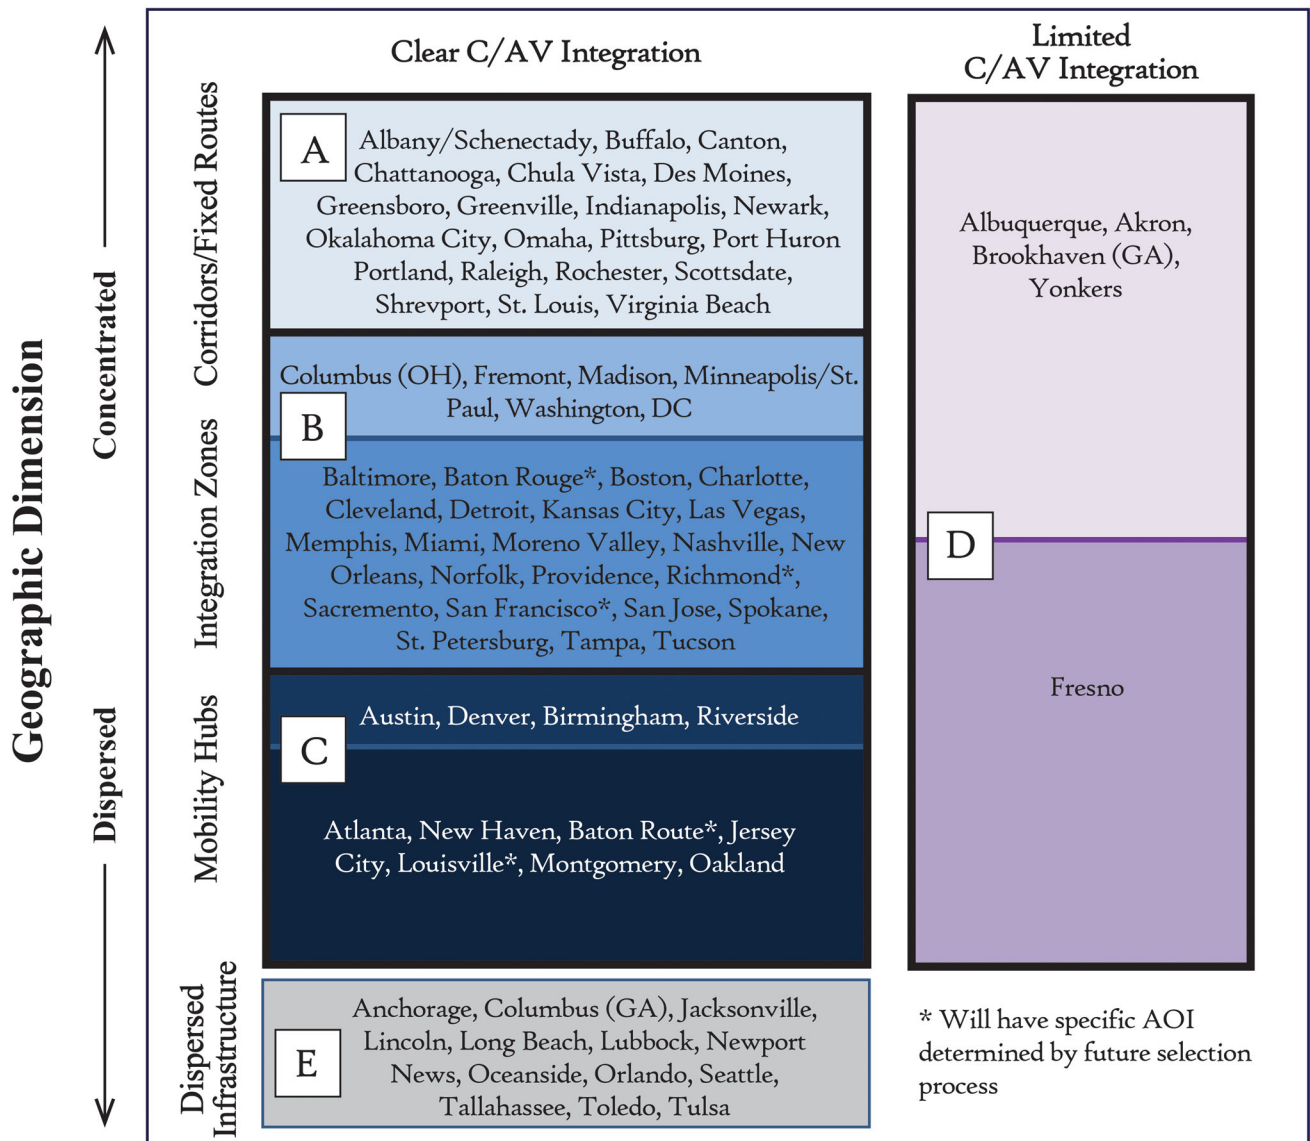 Clear C/AV Integration
Limited
C/AV Integration
Geographic Dimension
Concentrated
Dispersed
Corridors/Fixed Routes
A
Albany/Schenectady, Buffalo, Canton,
Chattanooga, Chula Vista, Des Moines,
Greensboro, Greenville, Indianapolis, Newark,
Okalahoma City, Omaha, Pittsburg, Port Huron
Portland, Raleigh, Rochester, Scottsdate,
Shrevport, St. Louis, Virginia Beach
Integration Zones
B
Columbus (OH), Fremont, Madison, Minneapolis/St.
Paul, Washington, DC
Baltimore, Baton Rouge*, Boston, Charlotte,
Cleveland, Detroit, Kansas City, Las Vegas,
Memphis, Miami, Moreno Valley, Nashville, New
Orleans, Norfolk, Providence, Richmond*,
Sacremento, San Francisco*, San Jose, Spokane,
St. Petersburg, Tampa, Tucson
Mobility Hubs
C
Austin, Denver, Birmingham, Riverside
Atlanta, New Haven, Baton Route*, Jersey
City, Louisville*, Montgomery, Oakland
Dispersed
Infrastructure
E
Anchorage, Columbus (GA), Jacksonville,
Lincoln, Long Beach, Lubbock, Newport
News, Oceanside, Orlando, Seattle,
Tallahassee, Toledo, Tulsa
Albuquerque, Akron,
Brookhaven (GA),
Yonkers
D
Fresno
* Will have specific AOI
determined by future selection
process